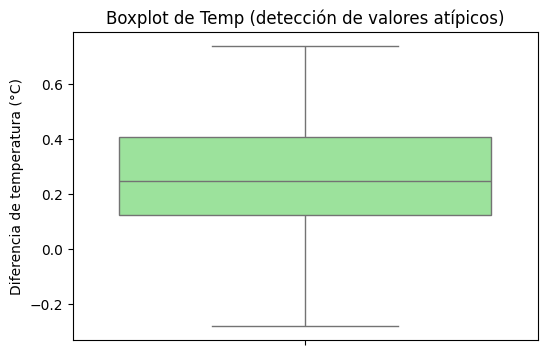 Boxplot de Temp (detección de valores atípicos)
Diferencia de temperatura (°C)
0.6
0.4
0.2
0.0
−0.2